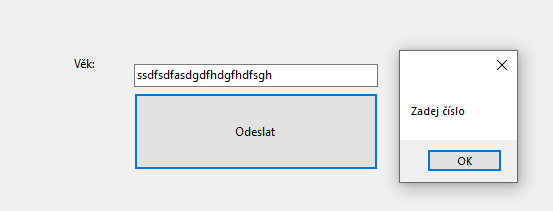 Věk:
ssdfsdfasdgdfhdgfhdfsgh
Odeslat
Zadej číslo
OK